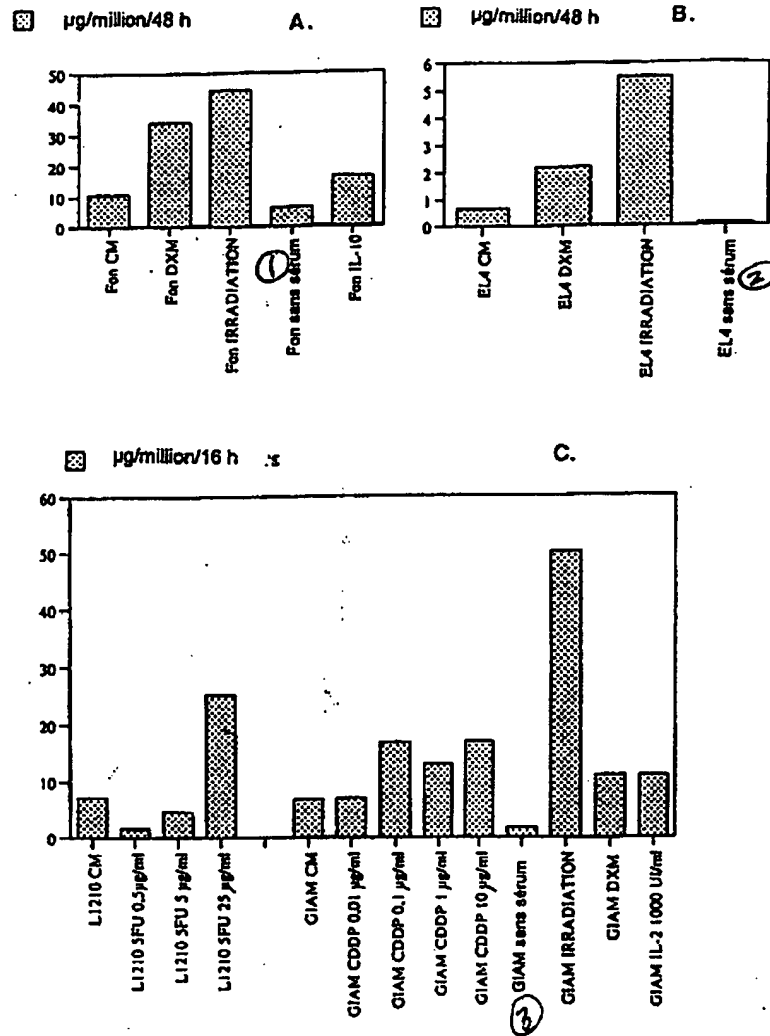 µg/million/48 h A.
50
40
30
20
10
0
Fon CM
Fon DXM
Fon IRRADIATION
① Fon sans sérum
Fon IL-10
µg/million/48 h B.
6
5
4
3
2
1
0
EL4 CM
EL4 DXM
EL4 IRRADIATION
EL4 sans sérum ②
µg/million/16 h C.
60
50
40
30
20
10
0
L1210 CM
L1210 5FU 0.5µg/ml
L1210 5FU 5 µg/ml
L1210 5FU 25 µg/ml
GIAM CM
GIAM CDDP 0.01 µg/ml
GIAM CDDP 0.1 µg/ml
GIAM CDDP 1 µg/ml
GIAM CDDP 10 µg/ml
GIAM sans sérum ③
GIAM IRRADIATION
GIAM DXM
GIAM IL-2 1000 UI/ml